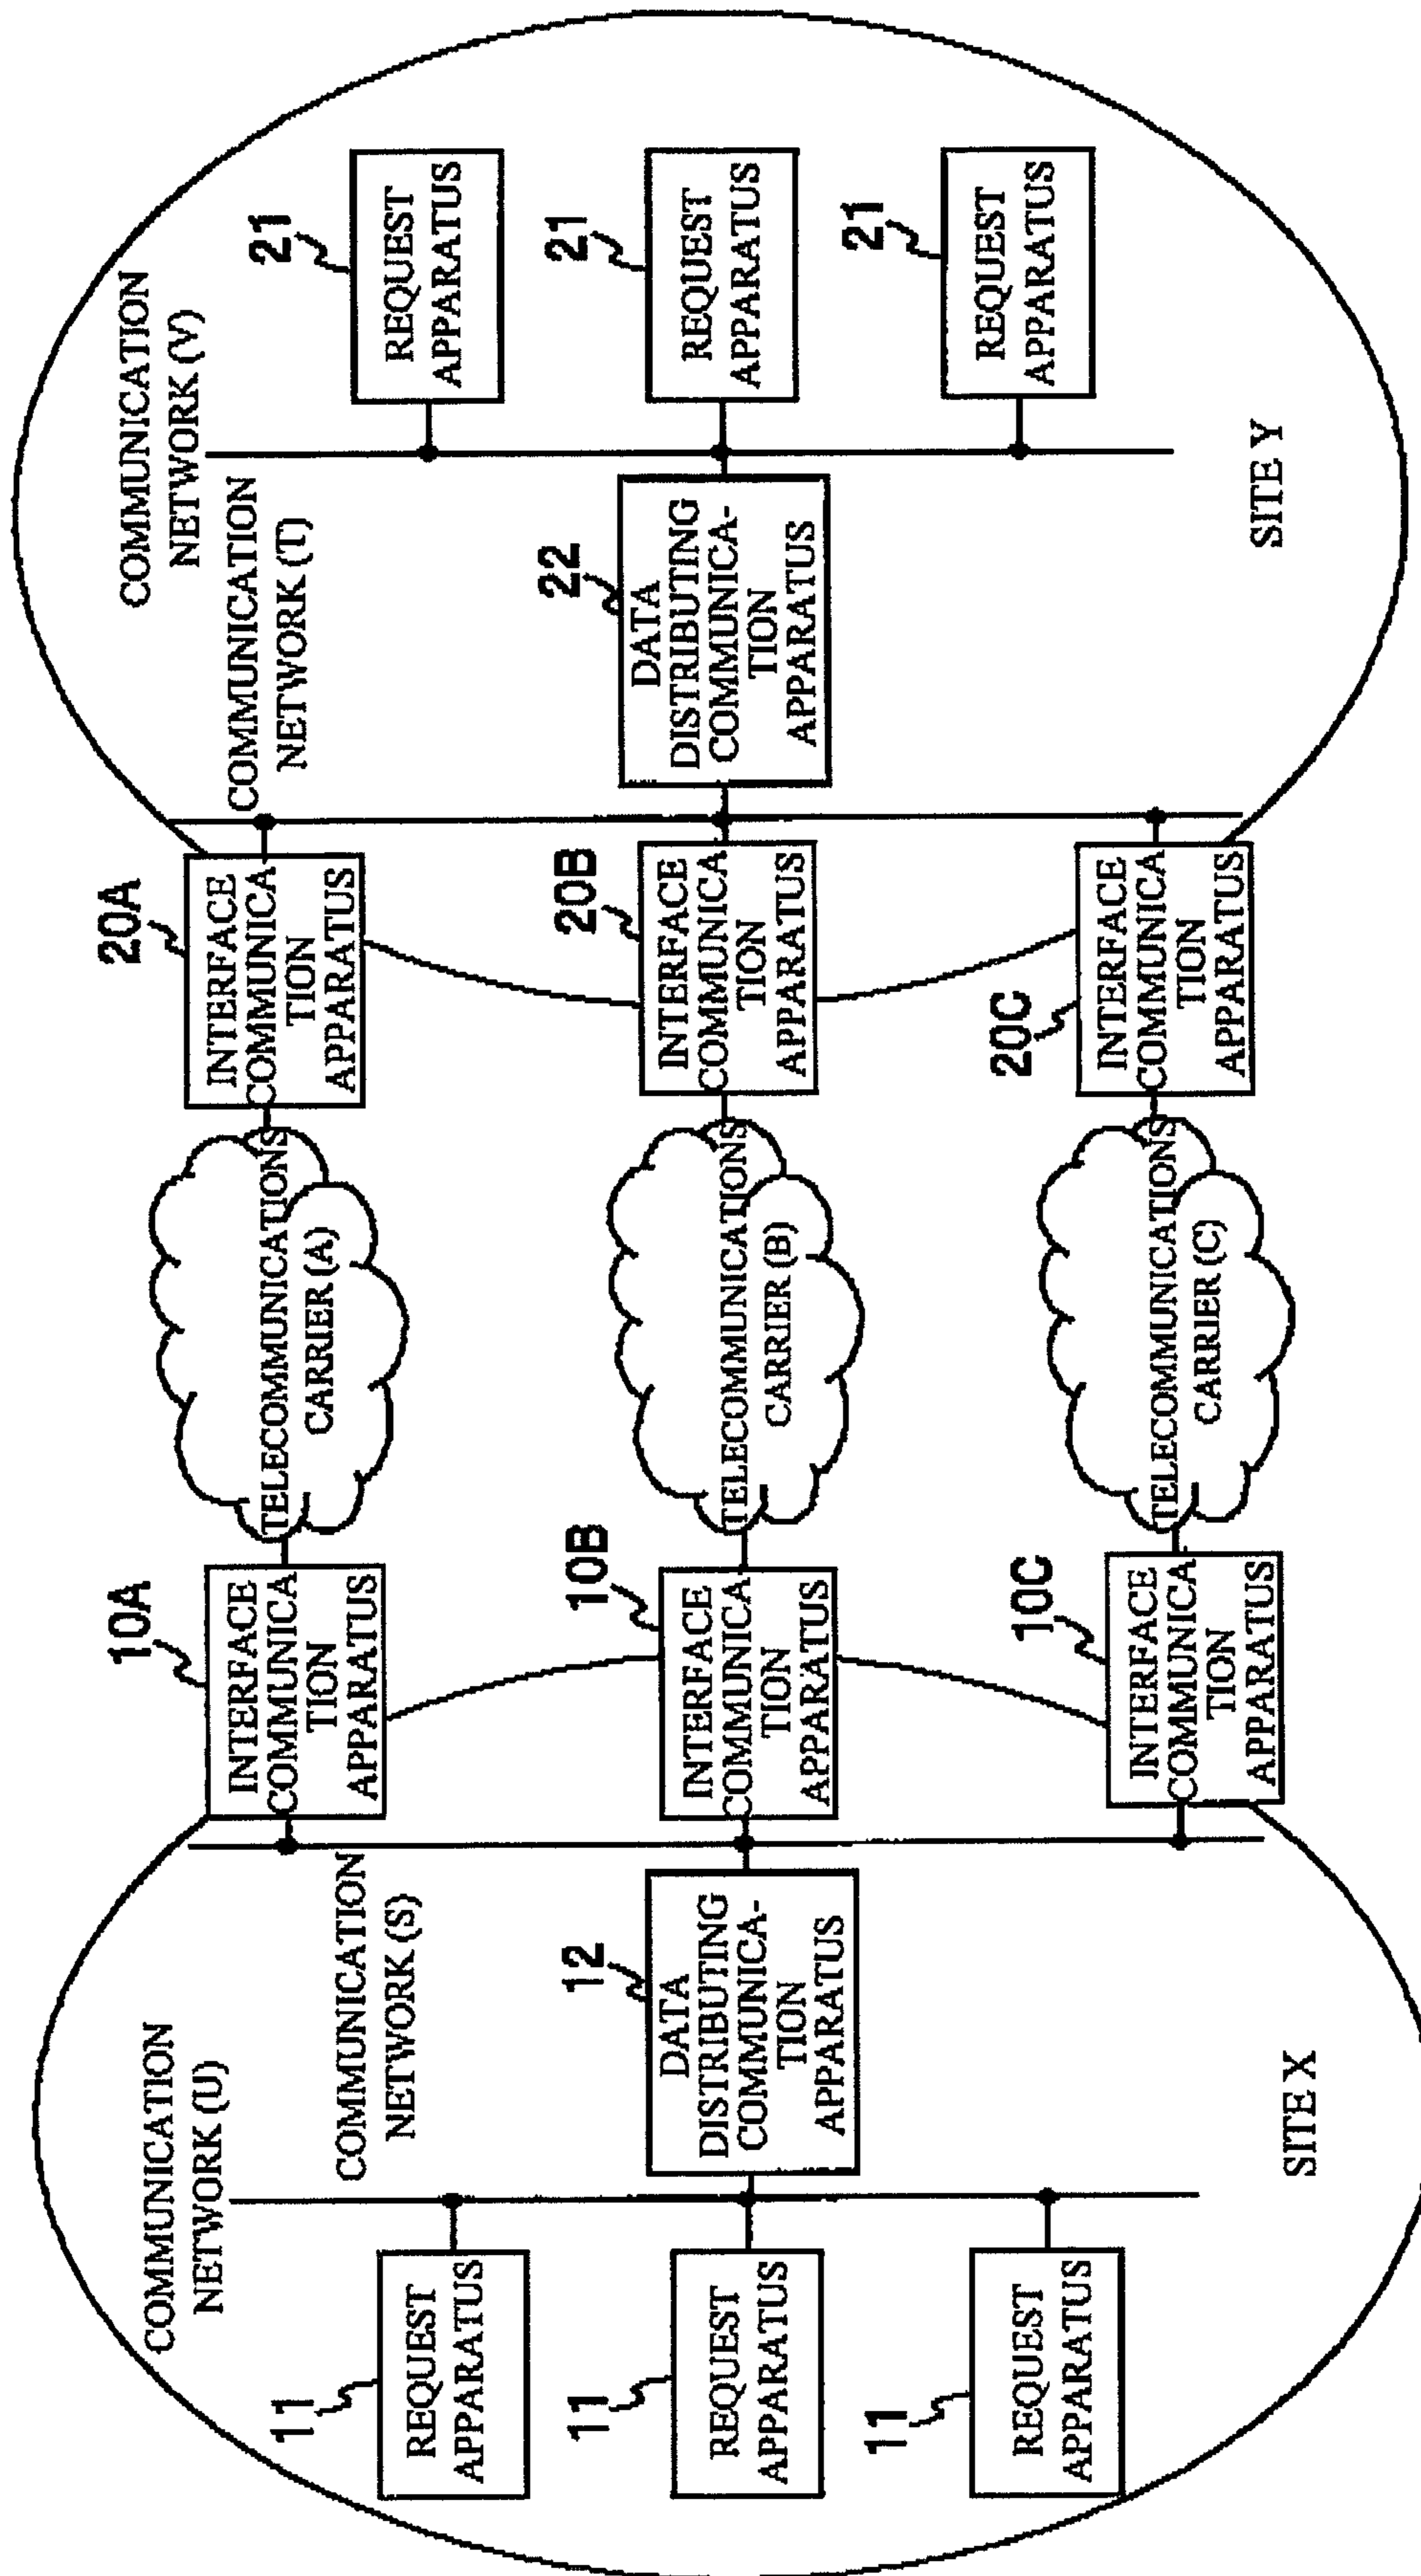 COMMUNICATION
NETWORK (U)
COMMUNICATION
NETWORK (S)
11
REQUEST
APPARATUS
11
REQUEST
APPARATUS
11
REQUEST
APPARATUS
12
DATA
DISTRIBUTING
COMMUNICA-
TION
APPARATUS
SITE X
10A
INTERFACE
COMMUNICA
TION
APPARATUS
10B
INTERFACE
COMMUNICA
TION
APPARATUS
10C
INTERFACE
COMMUNICA
TION
APPARATUS
TELECOMMUNICATIONS
CARRIER (A)
TELECOMMUNICATIONS
CARRIER (B)
TELECOMMUNICATIONS
CARRIER (C)
20A
INTERFACE
COMMUNICA
TION
APPARATUS
20B
INTERFACE
COMMUNICA
TION
APPARATUS
20C
INTERFACE
COMMUNICA
TION
APPARATUS
COMMUNICATION
NETWORK (T)
COMMUNICATION
NETWORK (V)
22
DATA
DISTRIBUTING
COMMUNICA-
TION
APPARATUS
21
REQUEST
APPARATUS
21
REQUEST
APPARATUS
21
REQUEST
APPARATUS
SITE Y